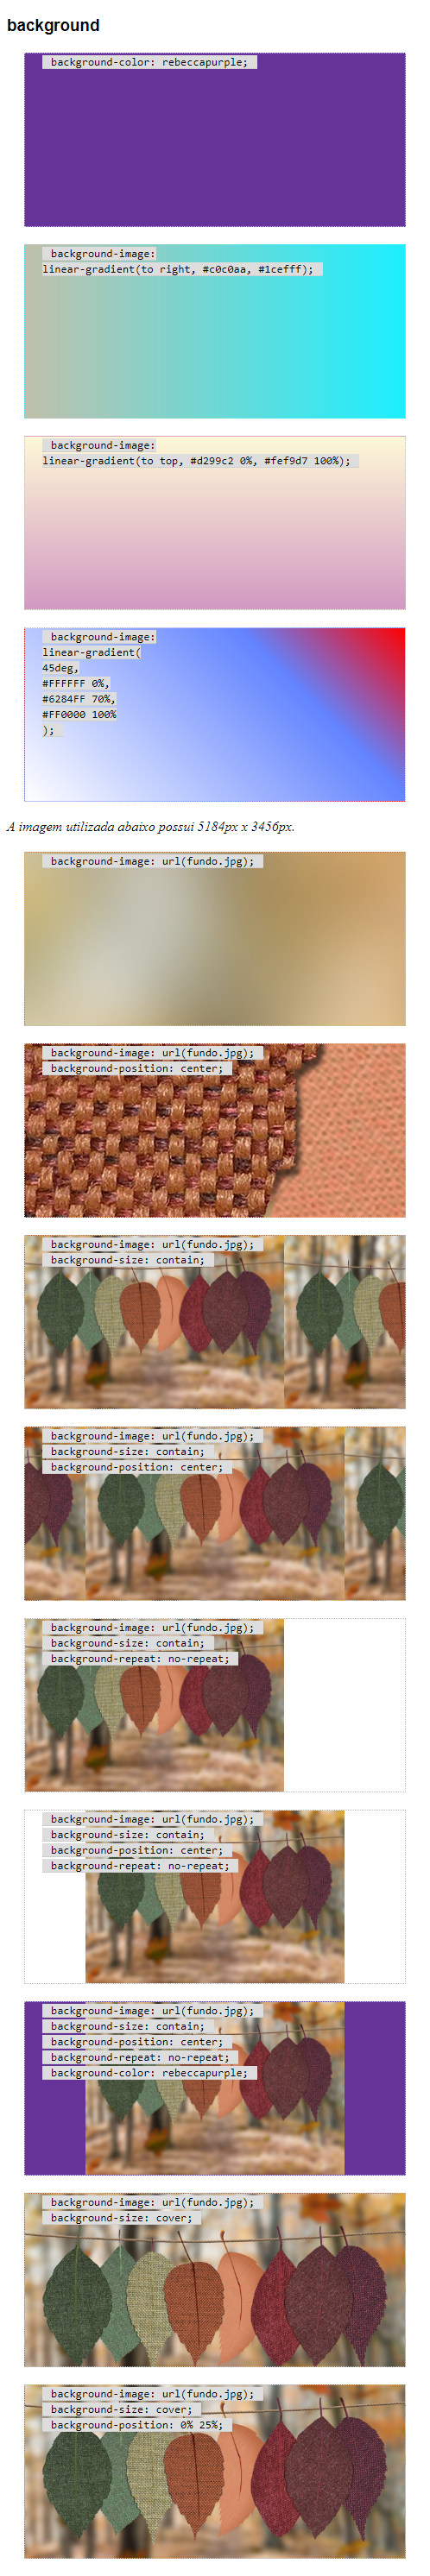 background
background-color: rebeccapurple;
background-image:
linear-gradient(to right, #c0c0aa, #1cefff);
background-image:
linear-gradient(to top, #d299c2 0%, #fef9d7 100%);
background-image:
linear-gradient(
45deg,
#FFFFFF 0%,
#6284FF 70%,
#FF0000 100%
);
A imagem utilizada abaixo possui 5184px x 3456px.
background-image: url(fundo.jpg);
background-image: url(fundo.jpg);
background-position: center;
background-image: url(fundo.jpg);
background-size: contain;
background-image: url(fundo.jpg);
background-size: contain;
background-position: center;
background-image: url(fundo.jpg);
background-size: contain;
background-repeat: no-repeat;
background-image: url(fundo.jpg);
background-size: contain;
background-position: center;
background-repeat: no-repeat;
background-image: url(fundo.jpg);
background-size: contain;
background-position: center;
background-repeat: no-repeat;
background-color: rebeccapurple;
background-image: url(fundo.jpg);
background-size: cover;
background-image: url(fundo.jpg);
background-size: cover;
background-position: 0% 25%;